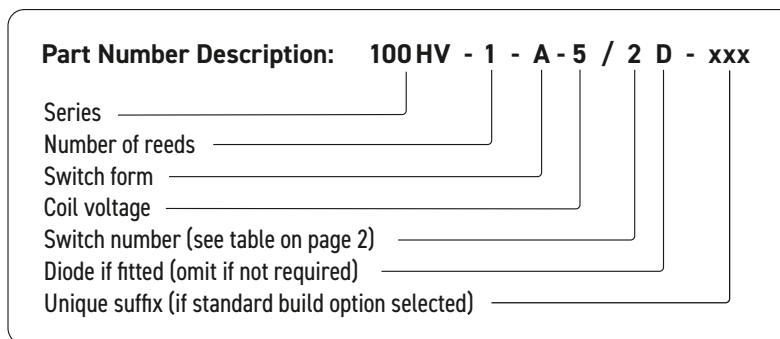 Part Number Description: 100HV - 1 - A - 5 / 2 D - xxx
Series
Number of reeds
Switch form
Coil voltage
Switch number (see table on page 2)
Diode if fitted (omit if not required)
Unique suffix (if standard build option selected)